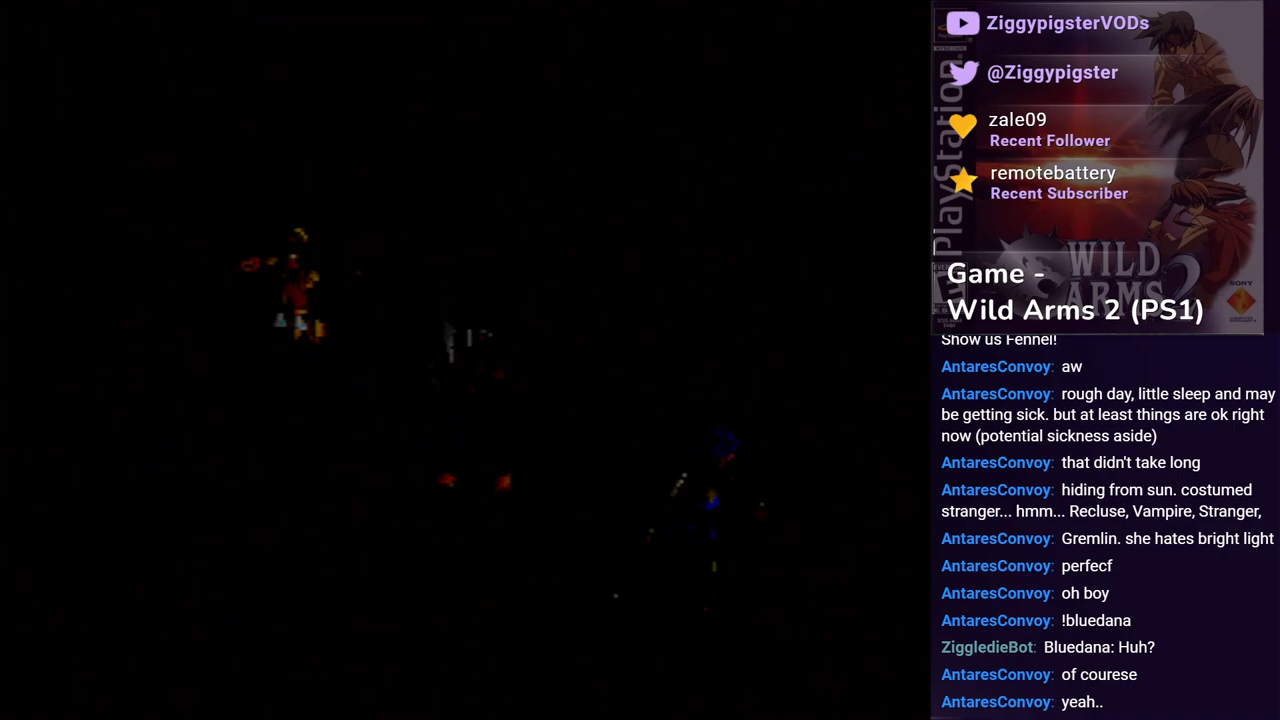 ZiggypigsterVODs
@Ziggypigster
zale09
Recent Follower
remotebattery
Recent Subscriber
PlayStation
WILD
ARMS 2
SONY
Game -
Wild Arms 2 (PS1)
Show us Fennel!
AntaresConvoy: aw
AntaresConvoy: rough day, little sleep and may
be getting sick. but at least things are ok right
now (potential sickness aside)
AntaresConvoy: that didn't take long
AntaresConvoy: hiding from sun. costumed
stranger... hmm... Recluse, Vampire, Stranger,
AntaresConvoy: Gremlin. she hates bright light
AntaresConvoy: perfecf
AntaresConvoy: oh boy
AntaresConvoy: !bluedana
ZiggledieBot: Bluedana: Huh?
AntaresConvoy: of courese
AntaresConvoy: yeah..